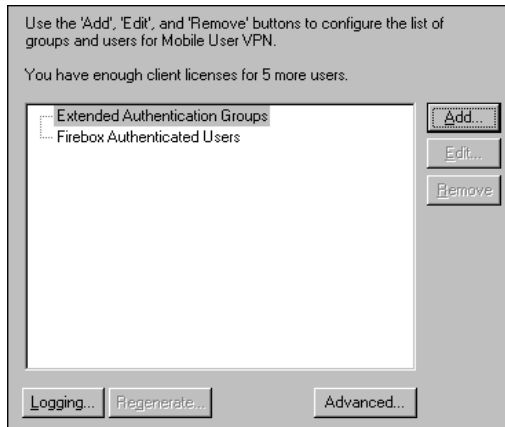 Use the 'Add', 'Edit', and 'Remove' buttons to configure the list of
groups and users for Mobile User VPN.
You have enough client licenses for 5 more users.
Extended Authentication Groups
Firebox Authenticated Users
Add...
Edit...
Remove
Logging...
Regenerate...
Advanced...